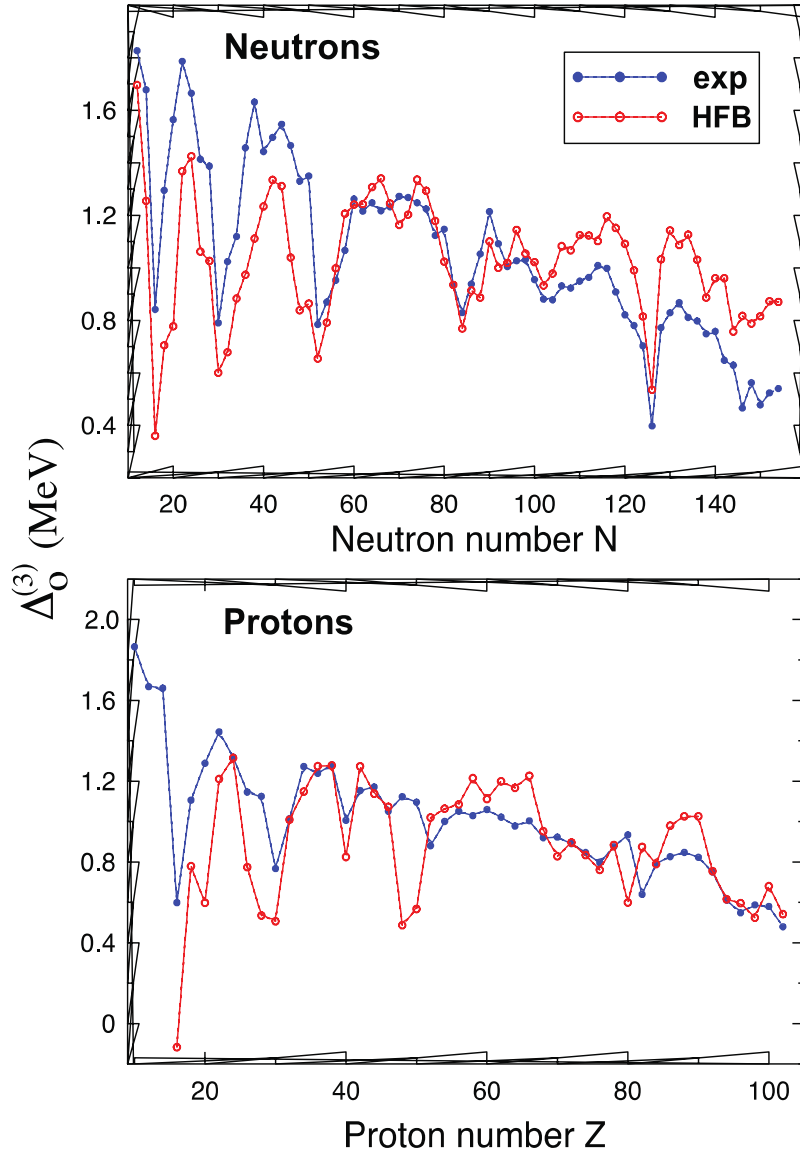 Neutrons
exp
HFB
1.6
1.2
0.8
0.4
20 40 60 80 100 120 140
Neutron number N
Δ_O^(3) (MeV)
Protons
2.0
1.6
1.2
0.8
0.4
0
20 40 60 80 100
Proton number Z